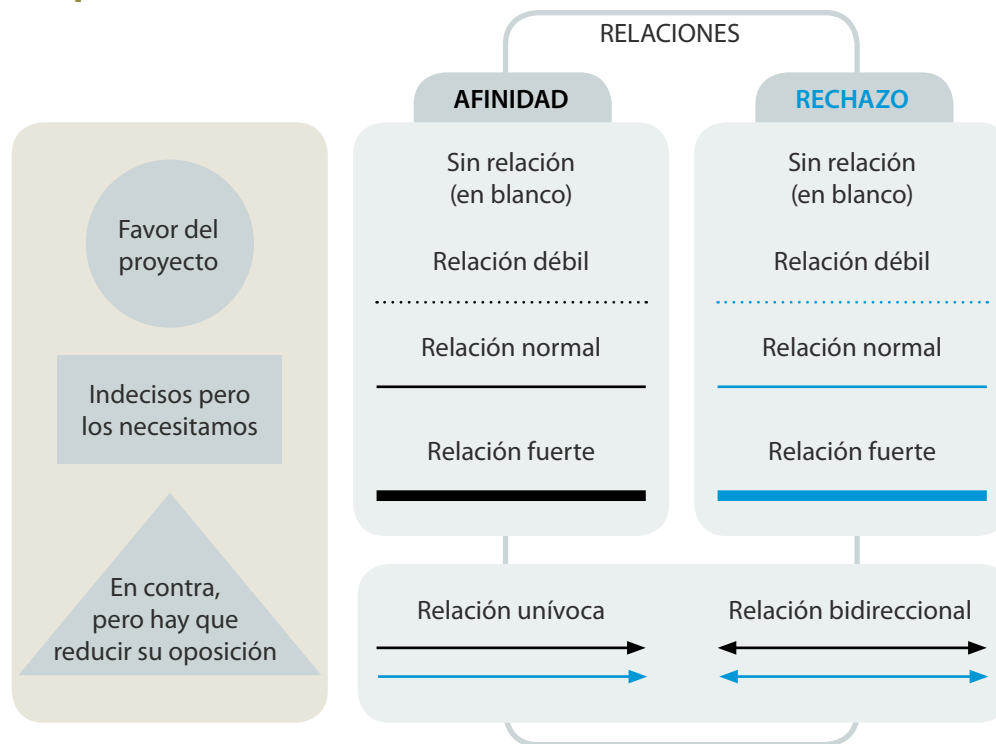 RELACIONES
AFINIDAD
RECHAZO
Favor del
proyecto
Indecisos pero
los necesitamos
En contra,
pero hay que
reducir su oposición
Sin relación
(en blanco)
Relación débil
Relación normal
Relación fuerte
Sin relación
(en blanco)
Relación débil
Relación normal
Relación fuerte
Relación unívoca
Relación bidireccional